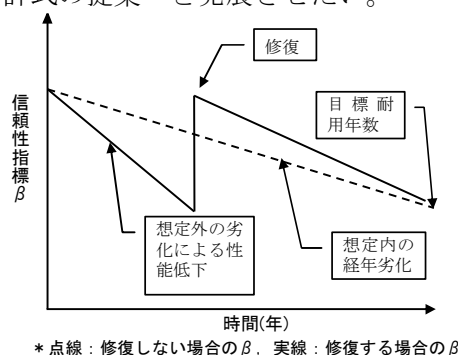 計式の提案へと発展させたい。
修復
目標耐
用年数
信頼性指標β
想定外の劣
化による性
能低下
想定内の
経年劣化
時間(年)
*点線:修復しない場合のβ,実線:修復する場合のβ